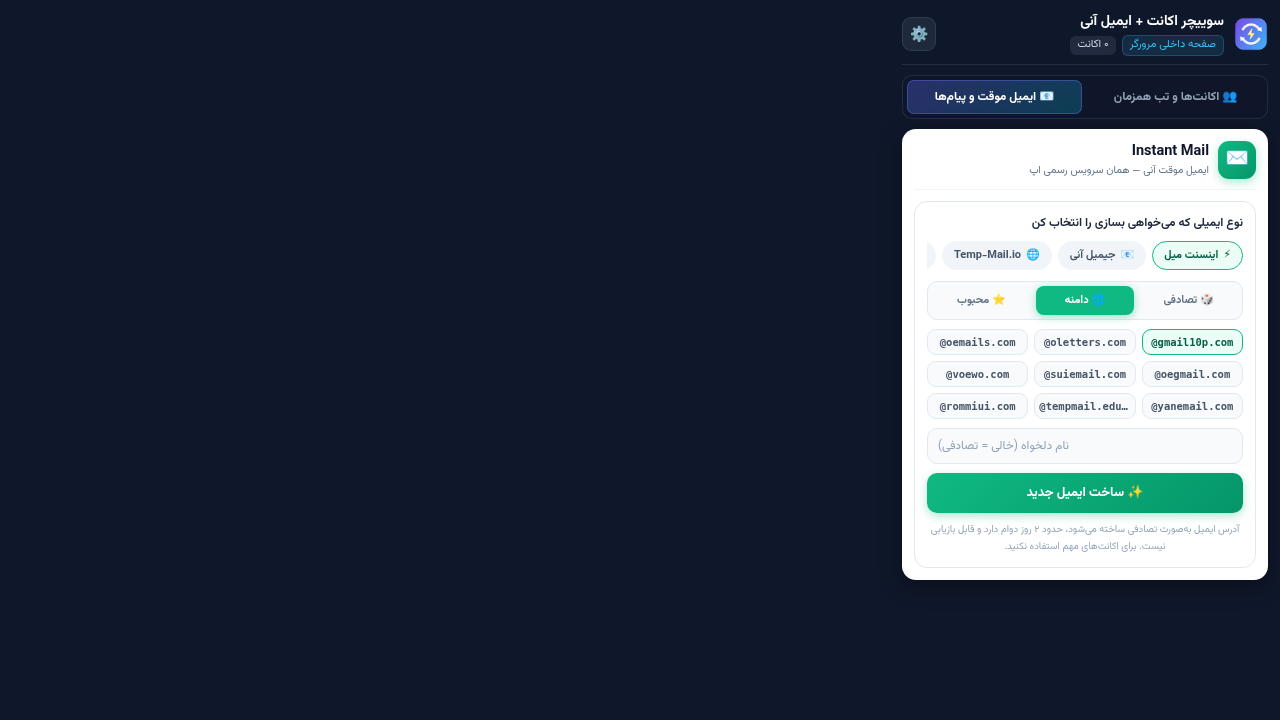 سوییچر اکانت + ایمیل آنی
صفحه داخلی مرورگر
۰ اکانت
👥 اکانت‌ها و تب همزمان
📧 ایمیل موقت و پیام‌ها
Instant Mail
ایمیل موقت آنی — همان سرویس رسمی اپ
نوع ایمیلی که می‌خواهی بسازی را انتخاب کن
⚡ اینستنت میل
📧 جیمیل آنی
🌐 Temp-Mail.io
🎲 تصادفی
🌐 دامنه
⭐ محبوب
@gmail10p.com
@oletters.com
@oemails.com
@oegmail.com
@suiemail.com
@voewo.com
@yanemail.com
@tempmail.edu…
@rommiui.com
نام دلخواه (خالی = تصادفی)
✨ ساخت ایمیل جدید
آدرس ایمیل به‌صورت تصادفی ساخته می‌شود، حدود ۲ روز دوام دارد و قابل بازیابی
نیست. برای اکانت‌های مهم استفاده نکنید.